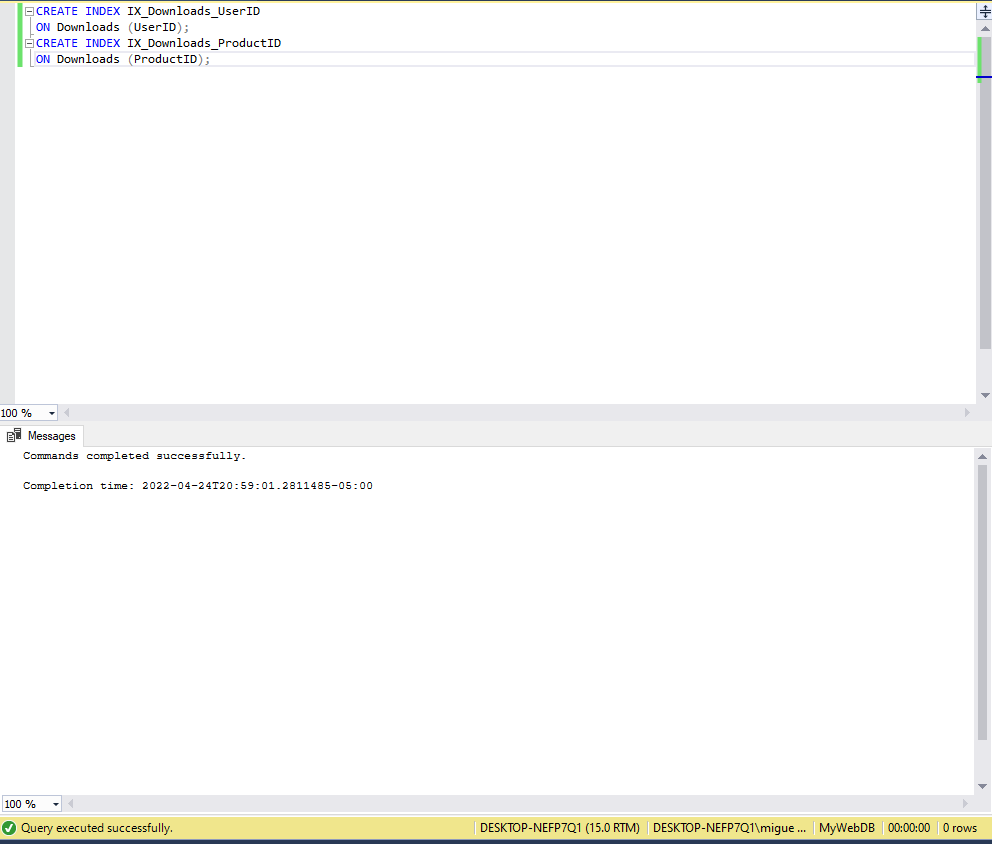 CREATE INDEX IX_Downloads_UserID
ON Downloads (UserID);
CREATE INDEX IX_Downloads_ProductID
ON Downloads (ProductID);
100 %
Messages
Commands completed successfully.
Completion time: 2022-04-24T20:59:01.2811485-05:00
100 %
Query executed successfully. DESKTOP-NEFP7Q1 (15.0 RTM) DESKTOP-NEFP7Q1\migue ... MyWebDB 00:00:00 0 rows